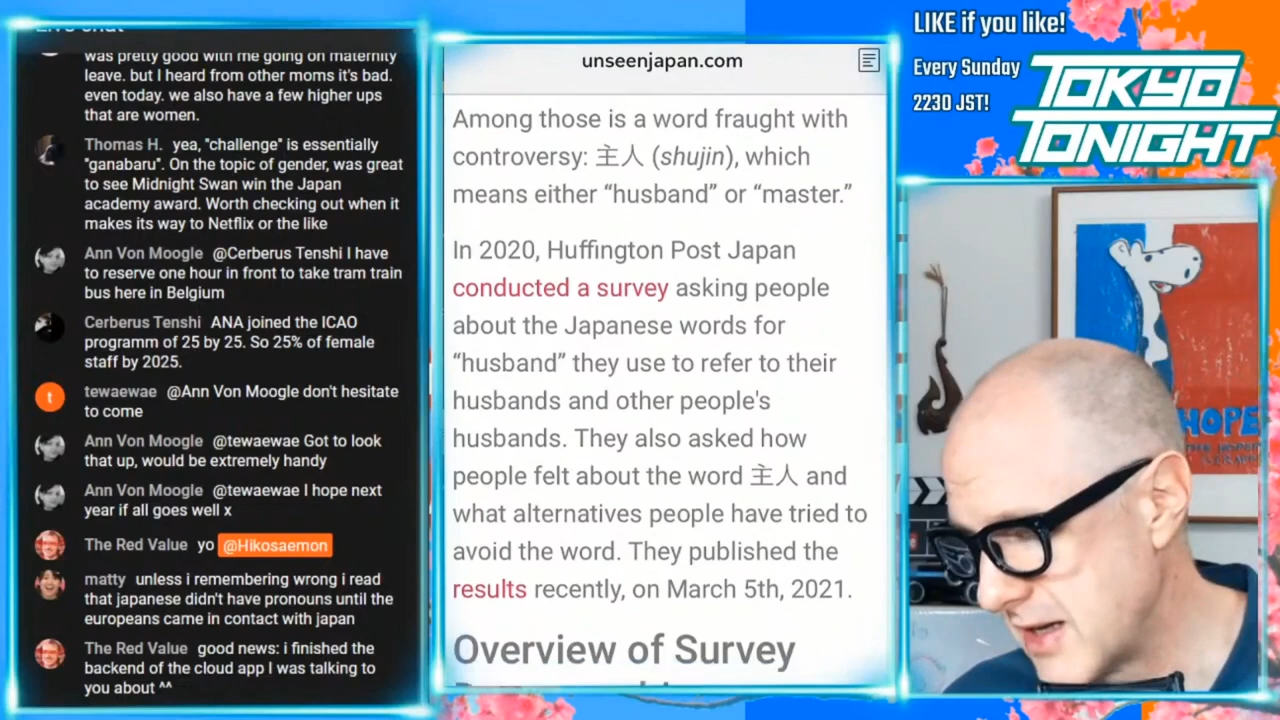 was pretty good with me going on maternity
leave. but I heard from other moms it's bad.
even today. we also have a few higher ups
that are women.
Thomas H. yea, "challenge" is essentially
"ganabaru". On the topic of gender, was great
to see Midnight Swan win the Japan
academy award. Worth checking out when it
makes its way to Netflix or the like
Ann Von Moogle @Cerberus Tenshi I have
to reserve one hour in front to take tram train
bus here in Belgium
Cerberus Tenshi ANA joined the ICAO
programm of 25 by 25. So 25% of female
staff by 2025.
t
tewaewae @Ann Von Moogle don't hesitate
to come
Ann Von Moogle @tewaewae Got to look
that up, would be extremely handy
Ann Von Moogle @tewaewae I hope next
year if all goes well x
The Red Value yo @Hikosaemon
matty unless i remembering wrong i read
that japanese didn't have pronouns until the
europeans came in contact with japan
The Red Value good news: i finished the
backend of the cloud app I was talking to
you about ^^
unseenjapan.com
Among those is a word fraught with
controversy: 主人 (shujin), which
means either “husband” or “master.”
In 2020, Huffington Post Japan
conducted a survey asking people
about the Japanese words for
“husband” they use to refer to their
husbands and other people's
husbands. They also asked how
people felt about the word 主人 and
what alternatives people have tried to
avoid the word. They published the
results recently, on March 5th, 2021.
Overview of Survey
LIKE if you like!
Every Sunday
2230 JST!
TOKYO
TONIGHT
HOPE